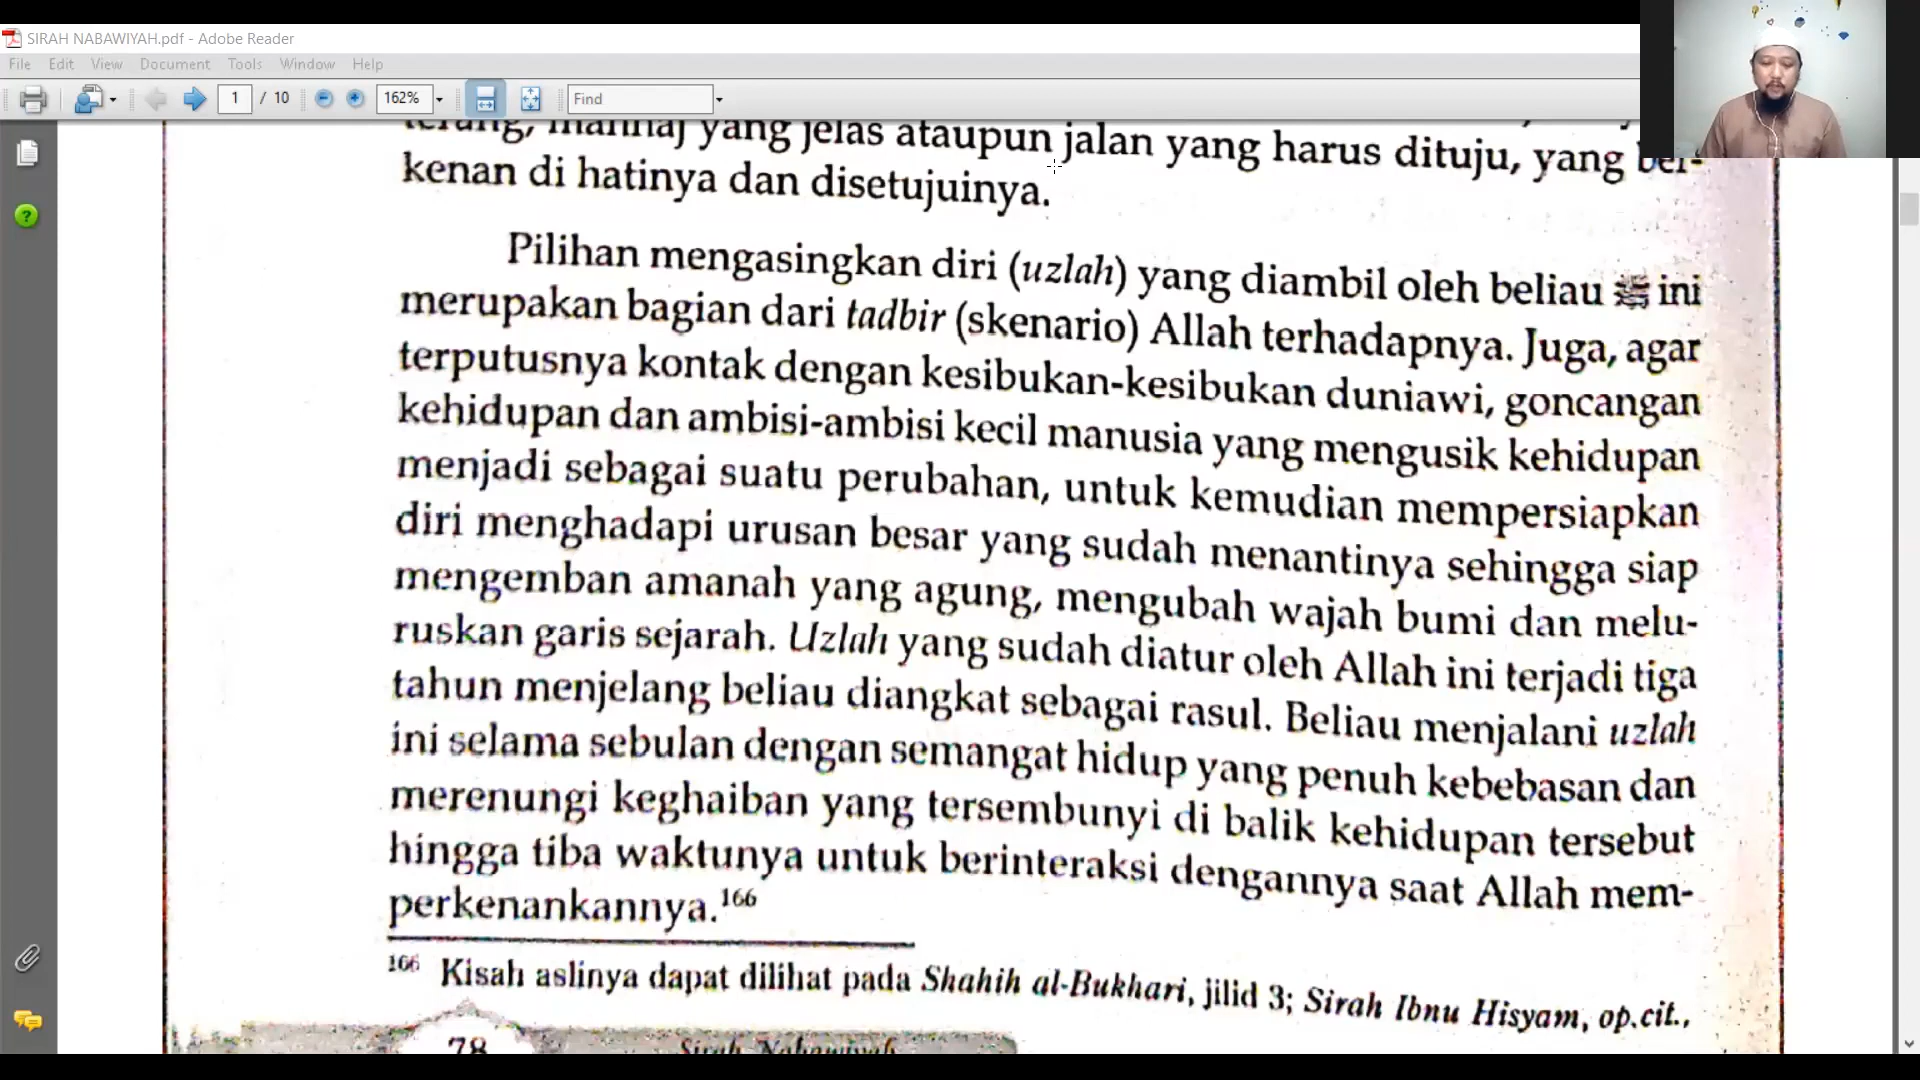 SIRAH NABAWIYAH.pdf - Adobe Reader
File Edit View Document Tools Window Help
1 / 10 162% Find
terang, manhaj yang jelas ataupun jalan yang harus dituju, yang ber-
kenan di hatinya dan disetujuinya.
Pilihan mengasingkan diri (uzlah) yang diambil oleh beliau ﷺ ini
merupakan bagian dari tadbir (skenario) Allah terhadapnya. Juga, agar
terputusnya kontak dengan kesibukan-kesibukan duniawi, goncangan
kehidupan dan ambisi-ambisi kecil manusia yang mengusik kehidupan
menjadi sebagai suatu perubahan, untuk kemudian mempersiapkan
diri menghadapi urusan besar yang sudah menantinya sehingga siap
mengemban amanah yang agung, mengubah wajah bumi dan melu-
ruskan garis sejarah. Uzlah yang sudah diatur oleh Allah ini terjadi tiga
tahun menjelang beliau diangkat sebagai rasul. Beliau menjalani uzlah
ini selama sebulan dengan semangat hidup yang penuh kebebasan dan
merenungi keghaiban yang tersembunyi di balik kehidupan tersebut
hingga tiba waktunya untuk berinteraksi dengannya saat Allah mem-
perkenankannya.166
166 Kisah aslinya dapat dilihat pada Shahih al-Bukhari, jilid 3; Sirah Ibnu Hisyam, op.cit.,
78 Sirah Nabawiyah